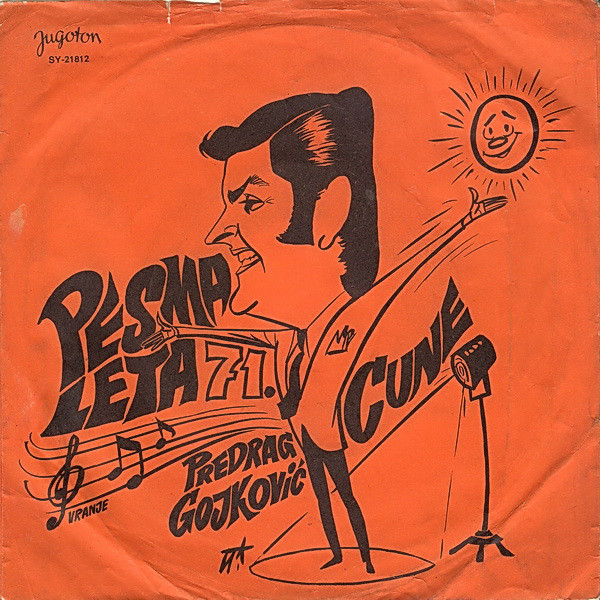 Jugoton
SY-21812
PESMA
LETA 71.
CUNE
PREDRAG
GOJKOVIĆ
VRANJE